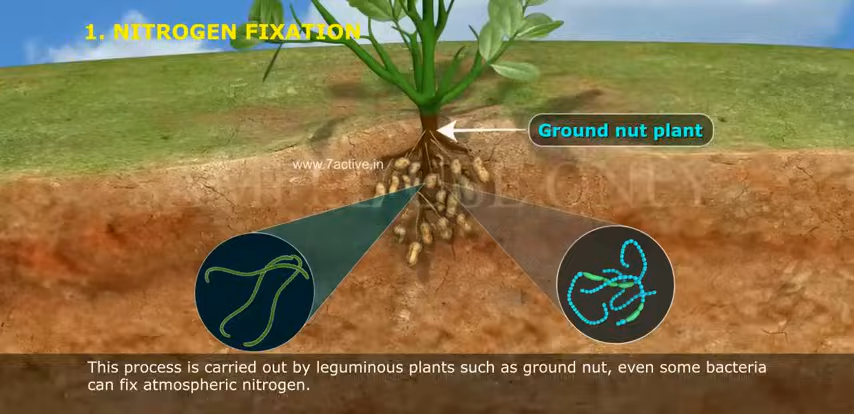 1. NITROGEN FIXATION
Ground nut plant
www.7active.in
This process is carried out by leguminous plants such as ground nut, even some bacteria
can fix atmospheric nitrogen.